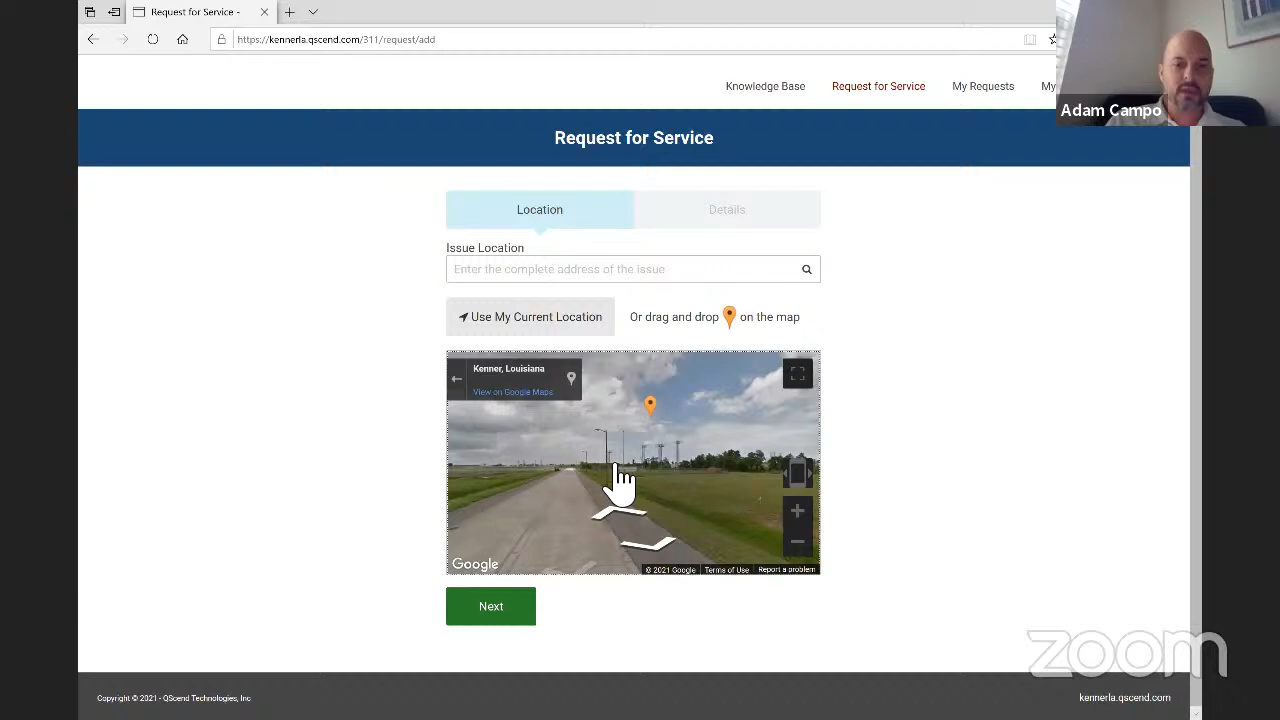 Request for Service -
https://kennerla.qscend.com/311/request/add
Adam Campo
Knowledge Base
Request for Service
My Requests
My
Request for Service
Location
Details
Issue Location
Enter the complete address of the issue
Use My Current Location
Or drag and drop on the map
Kenner, Louisiana
View on Google Maps
Google
© 2021 Google
Terms of Use
Report a problem
Next
zoom
Copyright © 2021 - QScend Technologies, Inc
kennerla.qscend.com